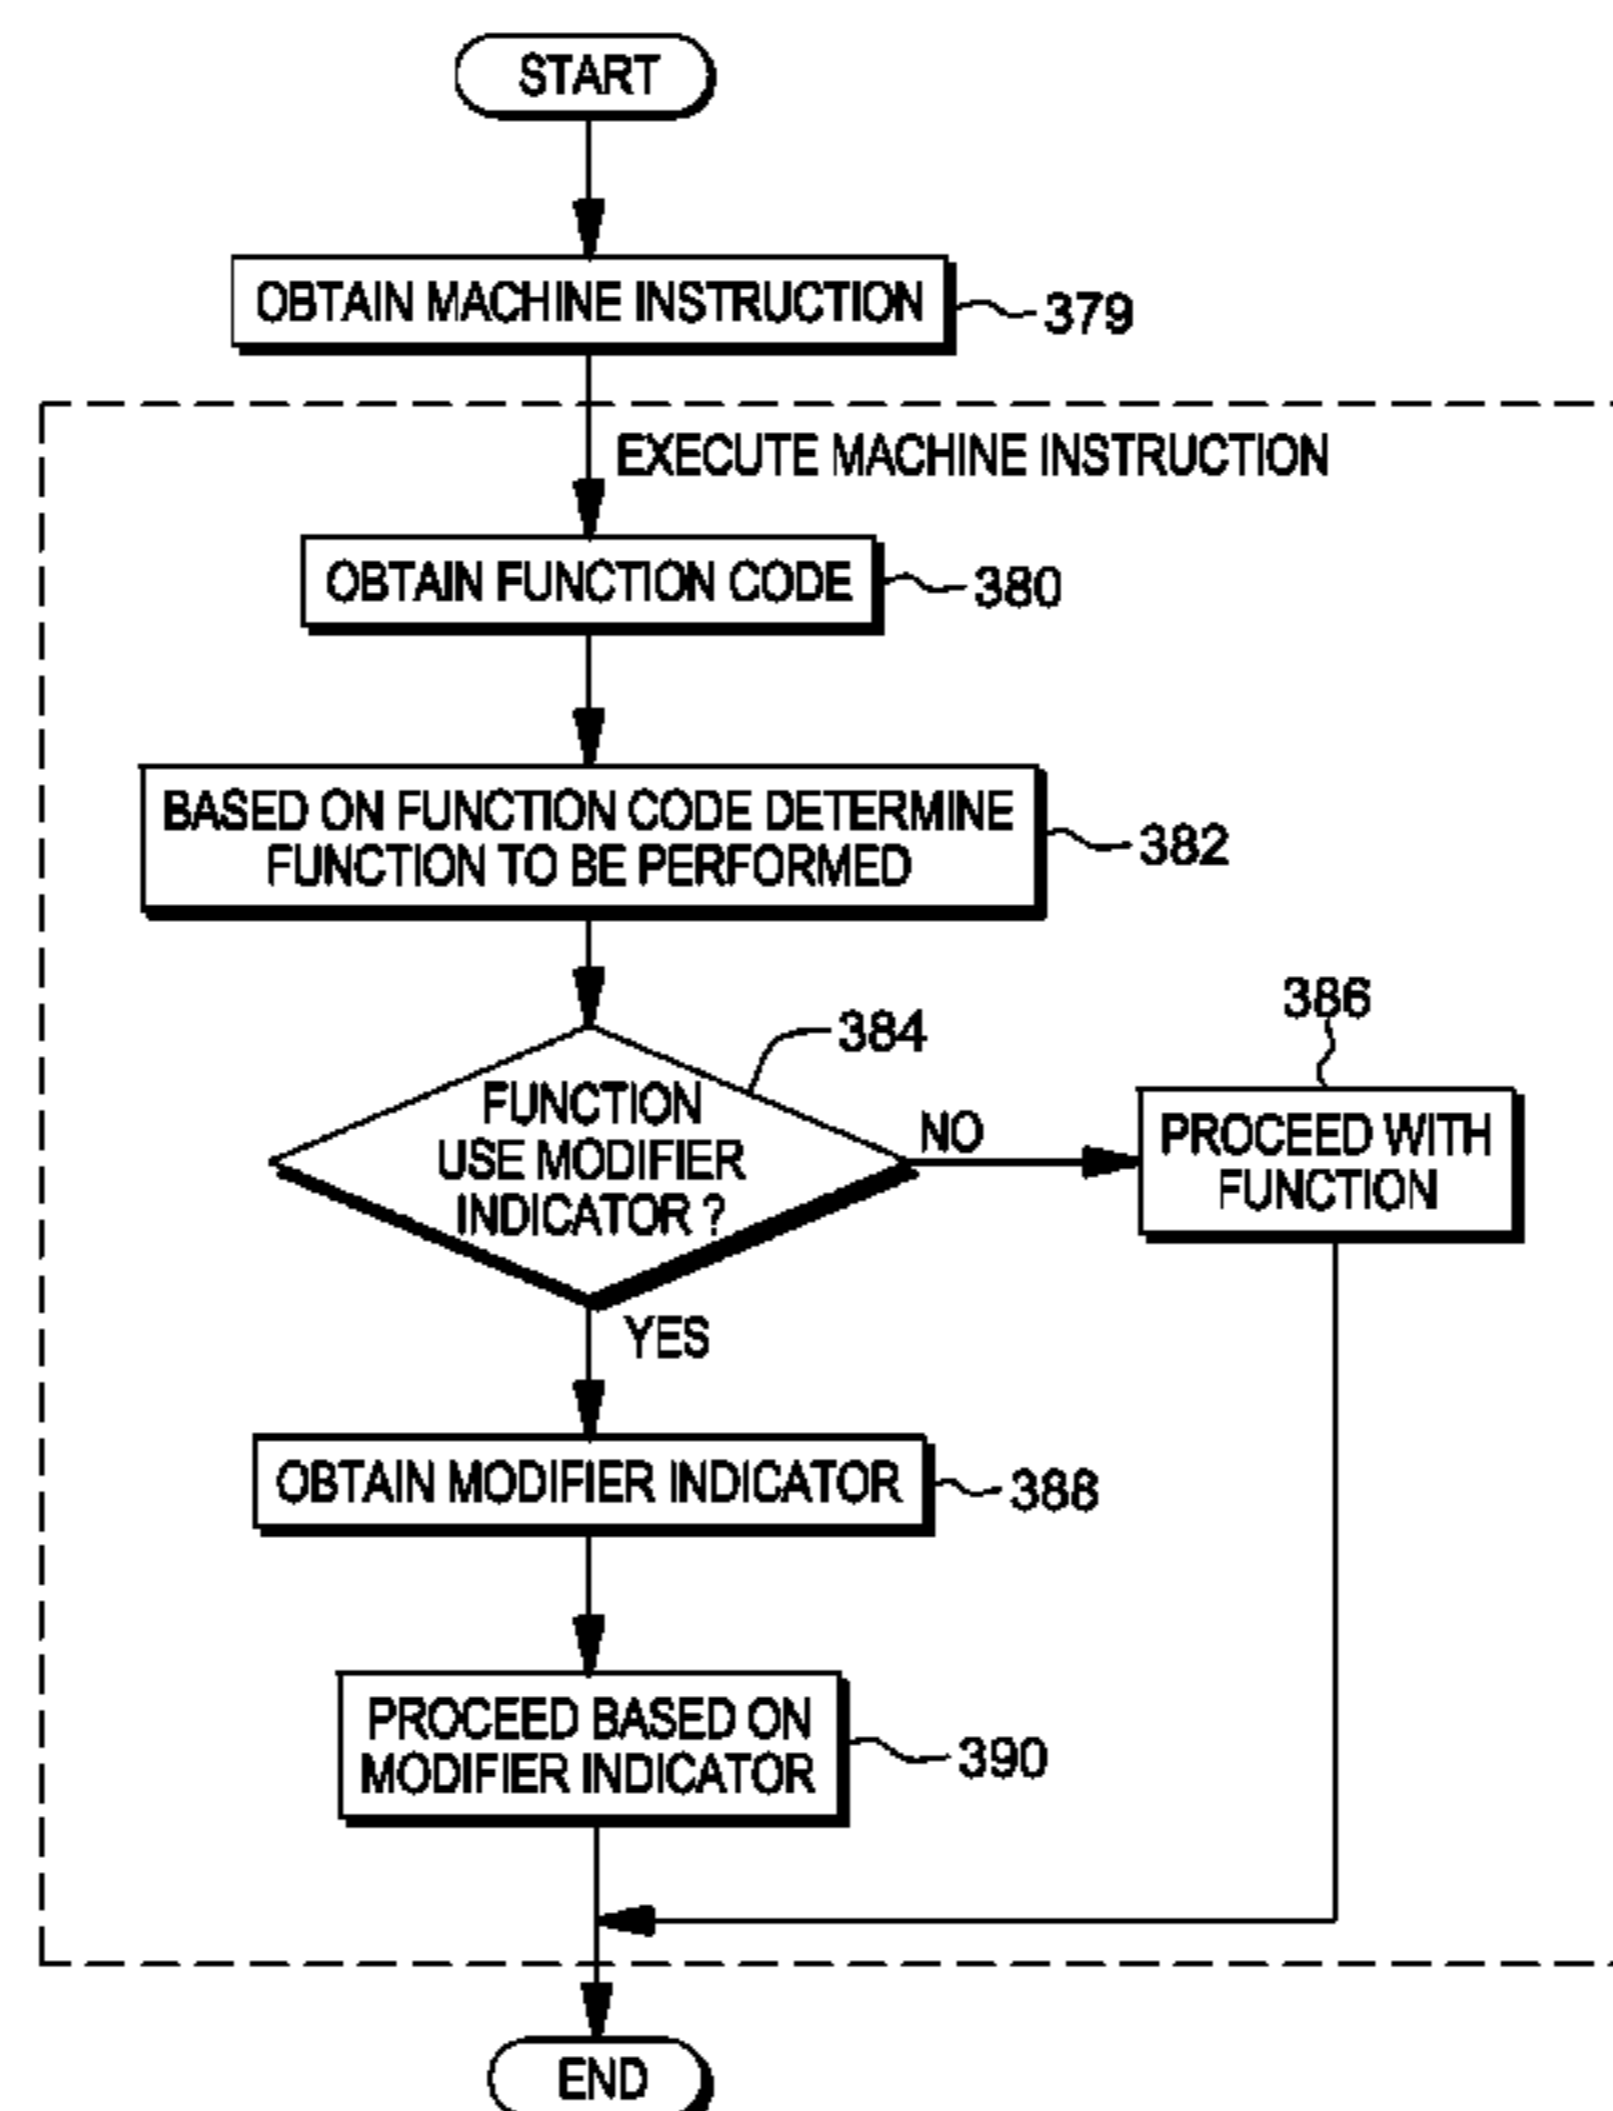 START
OBTAIN MACHINE INSTRUCTION
379
EXECUTE MACHINE INSTRUCTION
OBTAIN FUNCTION CODE
380
BASED ON FUNCTION CODE DETERMINE
FUNCTION TO BE PERFORMED
382
384
FUNCTION
USE MODIFIER
INDICATOR ?
NO
386
PROCEED WITH
FUNCTION
YES
OBTAIN MODIFIER INDICATOR
388
PROCEED BASED ON
MODIFIER INDICATOR
390
END